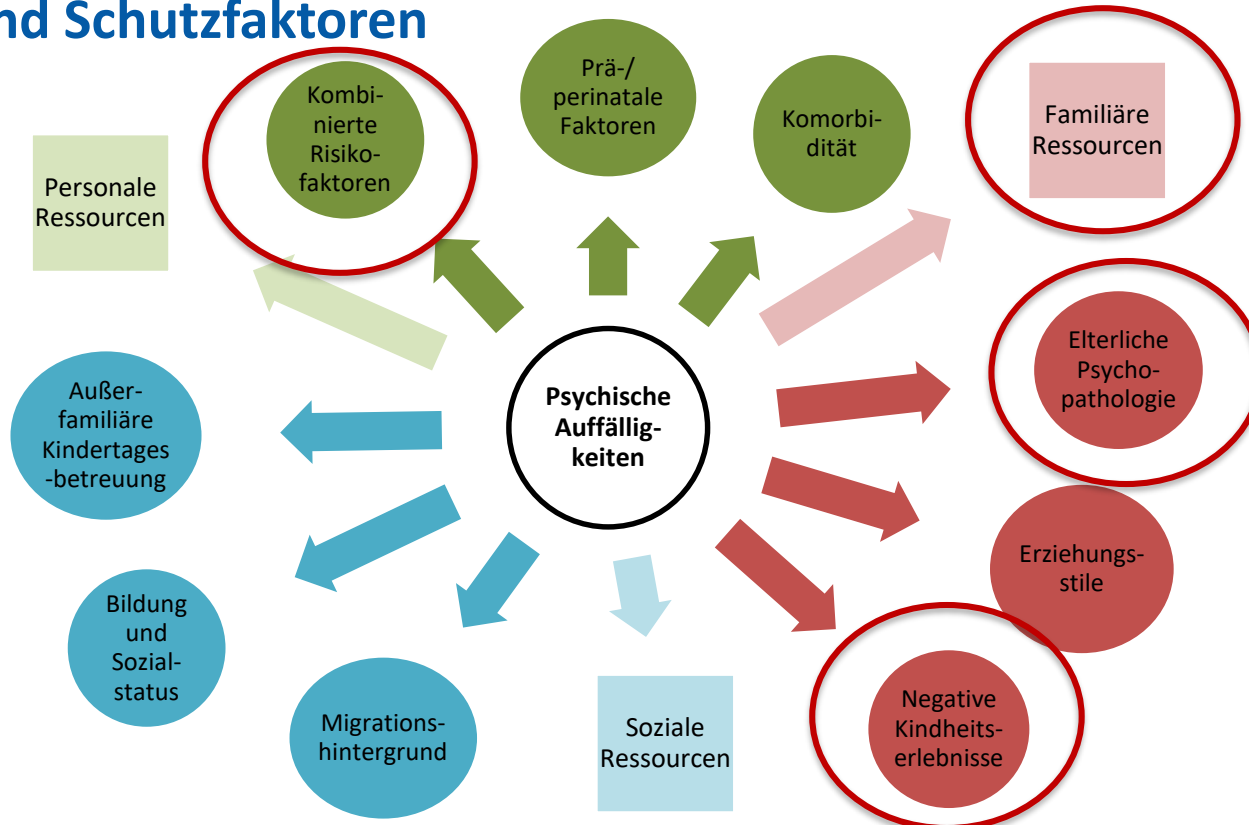 nd Schutzfaktoren
Kombi-
nierte
Risiko-
faktoren
Prä-/
perinatale
Faktoren
Komorbi-
dität
Familiäre
Ressourcen
Personale
Ressourcen
Elterliche
Psycho-
pathologie
Psychische
Auffällig-
keiten
Außer-
familiäre
Kindertages
-betreuung
Erziehungs-
stile
Bildung
und
Sozial-
status
Migrations-
hintergrund
Soziale
Ressourcen
Negative
Kindheits-
erlebnisse